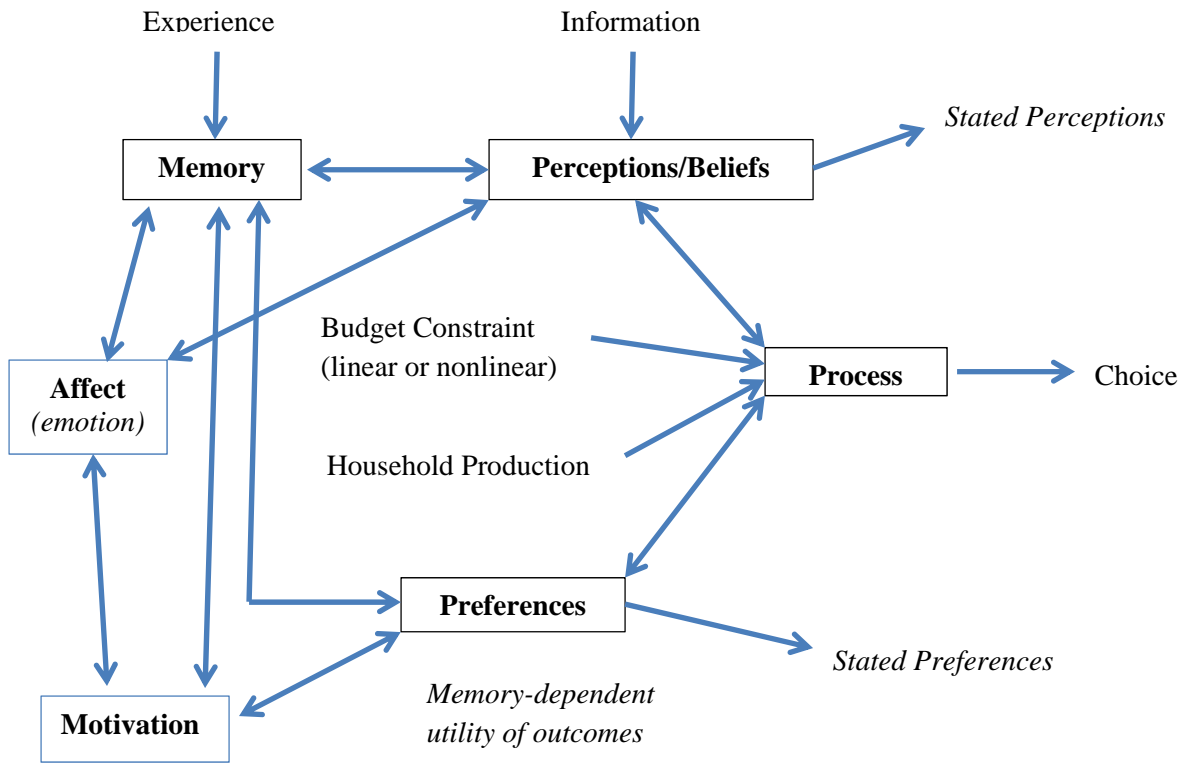 Experience
Information
Stated Perceptions
Memory
Perceptions/Beliefs
Budget Constraint
(linear or nonlinear)
Process
Choice
Affect
(emotion)
Household Production
Preferences
Stated Preferences
Motivation
Memory-dependent
utility of outcomes